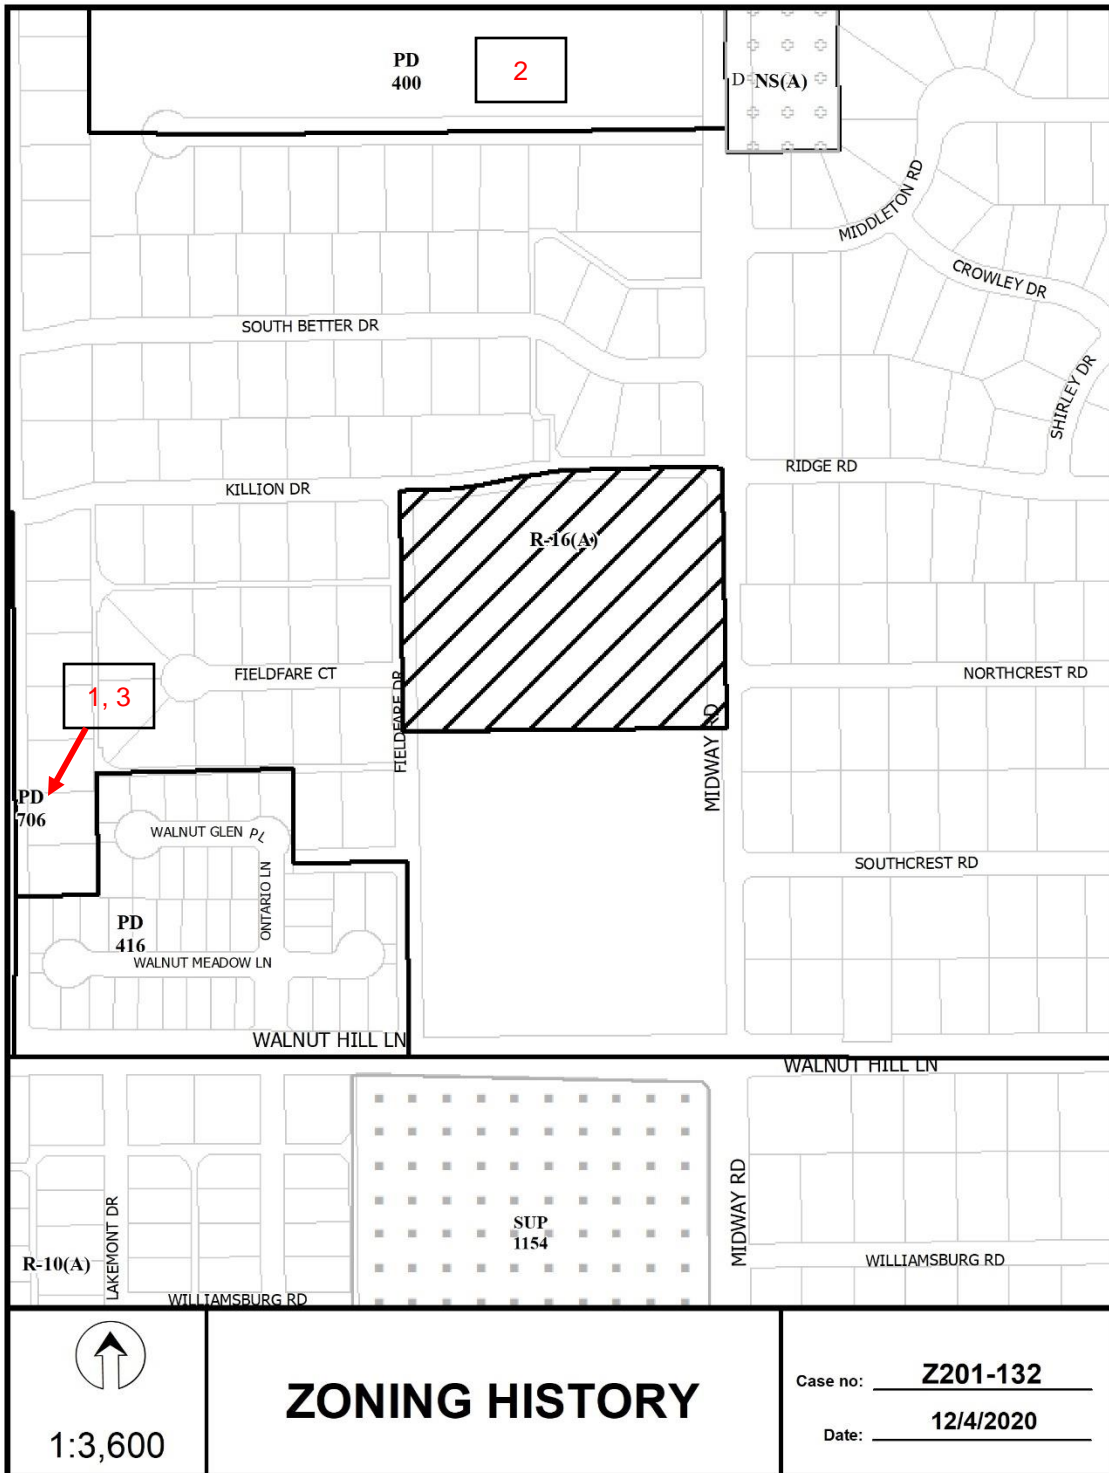 PD
400
2
D NS(A)
MIDDLETON RD
CROWLEY DR
SOUTH BETTER DR
SHIRLEY DR
RIDGE RD
KILLION DR
R-16(A)
FIELDFARE CT
NORTHCREST RD
1, 3
FIELDFARE DR
MIDWAY RD
PD
706
WALNUT GLEN PL
SOUTHCREST RD
ONTARIO LN
PD
416
WALNUT MEADOW LN
WALNUT HILL LN
WALNUT HILL LN
MIDWAY RD
LAKEMONT DR
SUP
1154
R-10(A)
WILLIAMSBURG RD
WILLIAMSBURG RD
1:3,600
ZONING HISTORY
Case no: Z201-132
Date: 12/4/2020